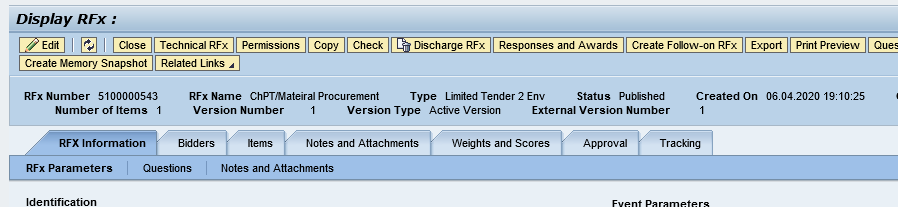 Display RFx :
Edit Close Technical RFx Permissions Copy Check Discharge RFx Responses and Awards Create Follow-on RFx Export Print Preview Ques
Create Memory Snapshot Related Links
RFx Number 5100000543 RFx Name ChPT/Mateiral Procurement Type Limited Tender 2 Env Status Published Created On 06.04.2020 19:10:25
Number of Items 1 Version Number 1 Version Type Active Version External Version Number 1
RFX Information Bidders Items Notes and Attachments Weights and Scores Approval Tracking
RFx Parameters Questions Notes and Attachments
Identification Event Parameters